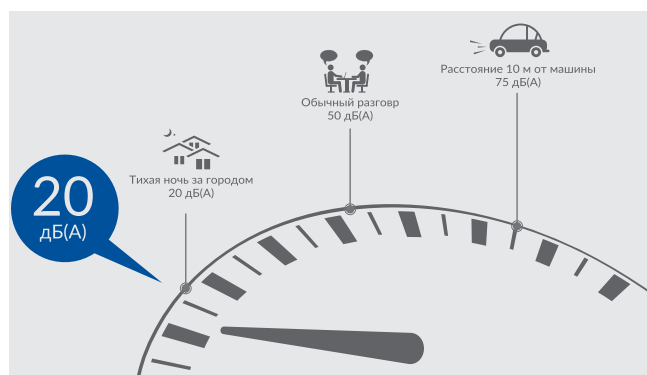 Расстояние 10 м от машины
75 дБ(А)
Обычный разговр
50 дБ(А)
Тихая ночь за городом
20 дБ(А)
20
дБ(А)